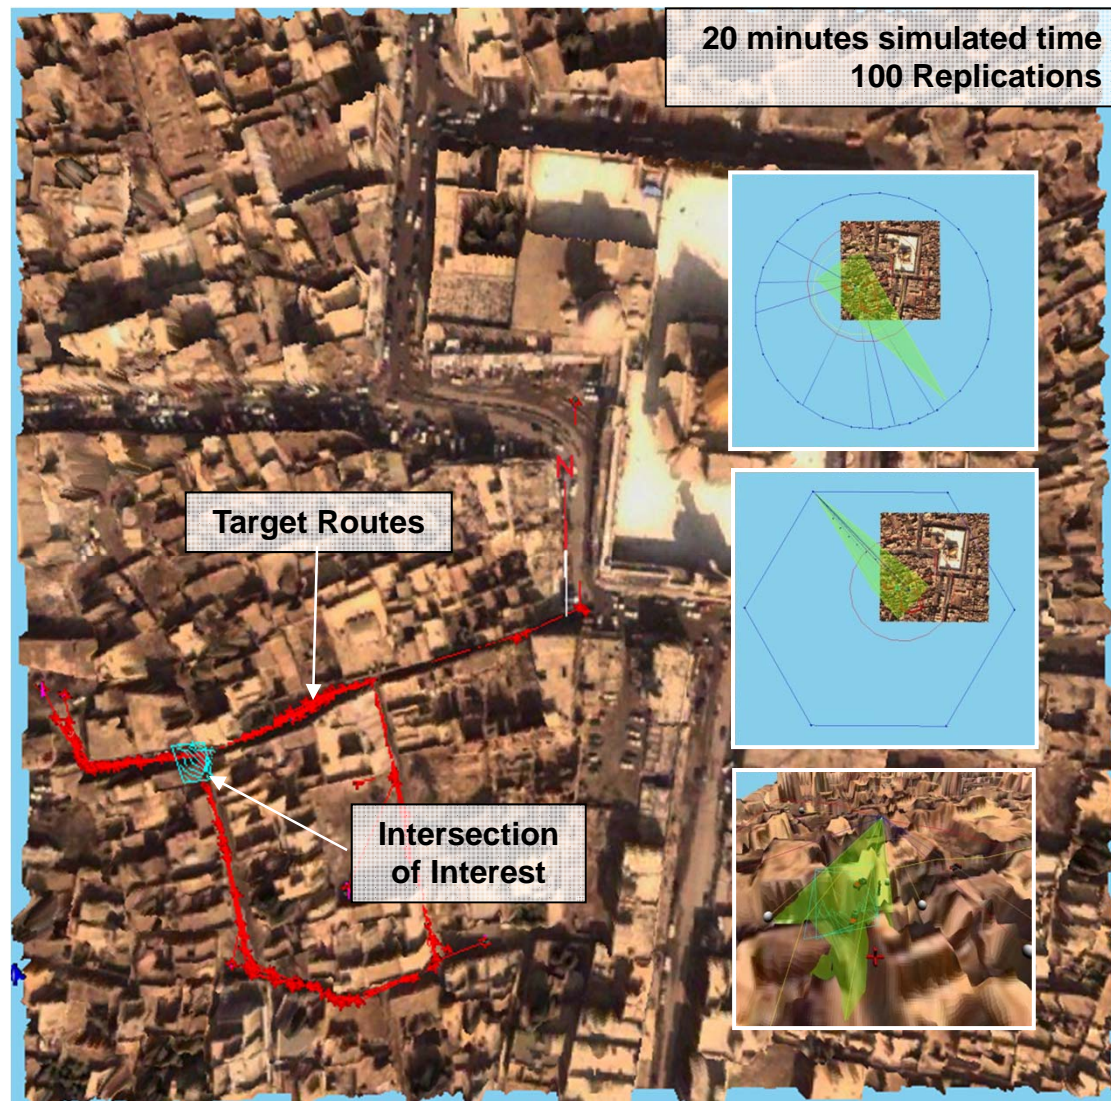 20 minutes simulated time
100 Replications
N
Target Routes
Intersection
of Interest